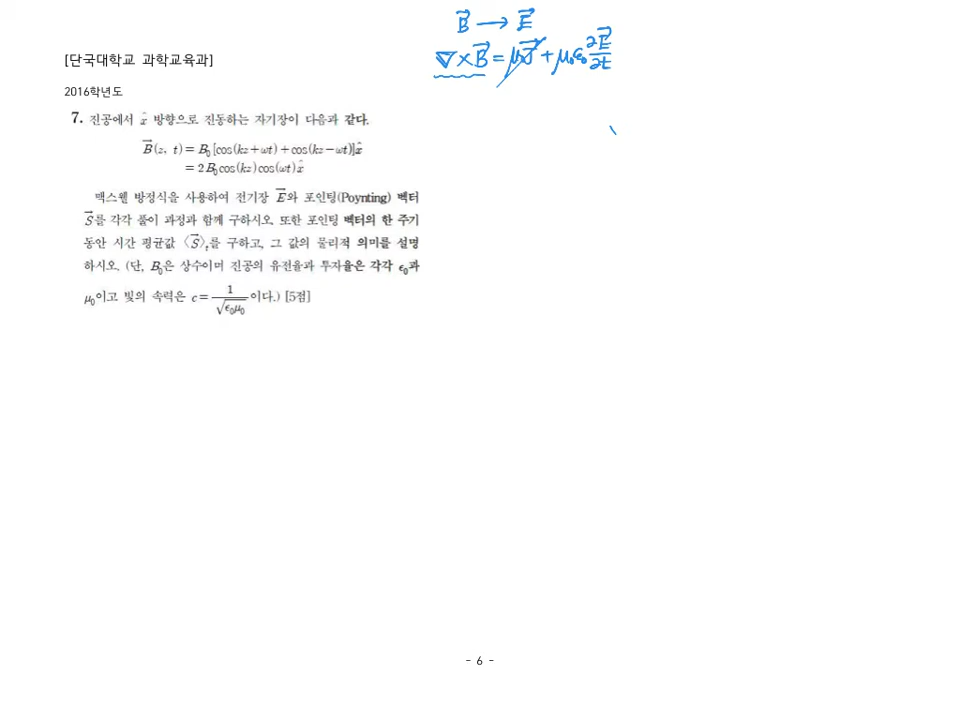 [단국대학교 과학교육과]
2016학년도
B⃗ → E⃗
∇×B⃗ = μ₀J⃗ + μ₀ε₀ ∂E⃗/∂t
7. 진공에서 x̂ 방향으로 진동하는 자기장이 다음과 같다.
B⃗(z, t) = B₀[cos(kz+ωt)+cos(kz−ωt)]x̂
= 2B₀cos(kz)cos(ωt)x̂
맥스웰 방정식을 사용하여 전기장 E⃗와 포인팅(Poynting) 벡터
S⃗를 각각 풀이 과정과 함께 구하시오. 또한 포인팅 벡터의 한 주기
동안 시간 평균값 ⟨S⃗⟩ₜ를 구하고, 그 값의 물리적 의미를 설명
하시오. (단, B₀은 상수이며 진공의 유전율과 투자율은 각각 ϵ₀과
μ₀이고 빛의 속력은 c = 1/√(ϵ₀μ₀) 이다.) [5점]
- 6 -